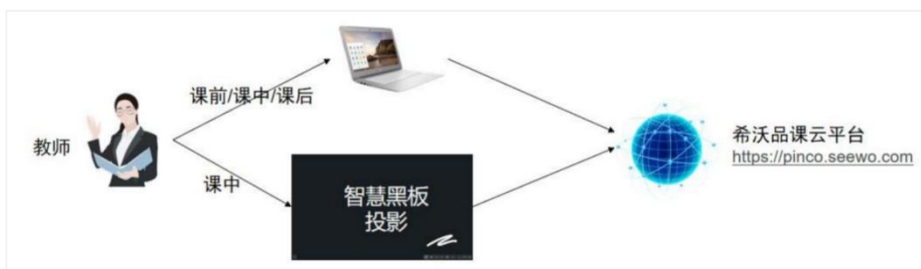 课前/课中/课后
教师
课中
智慧黑板
投影
希沃品课云平台
https://pinco.seewo.com